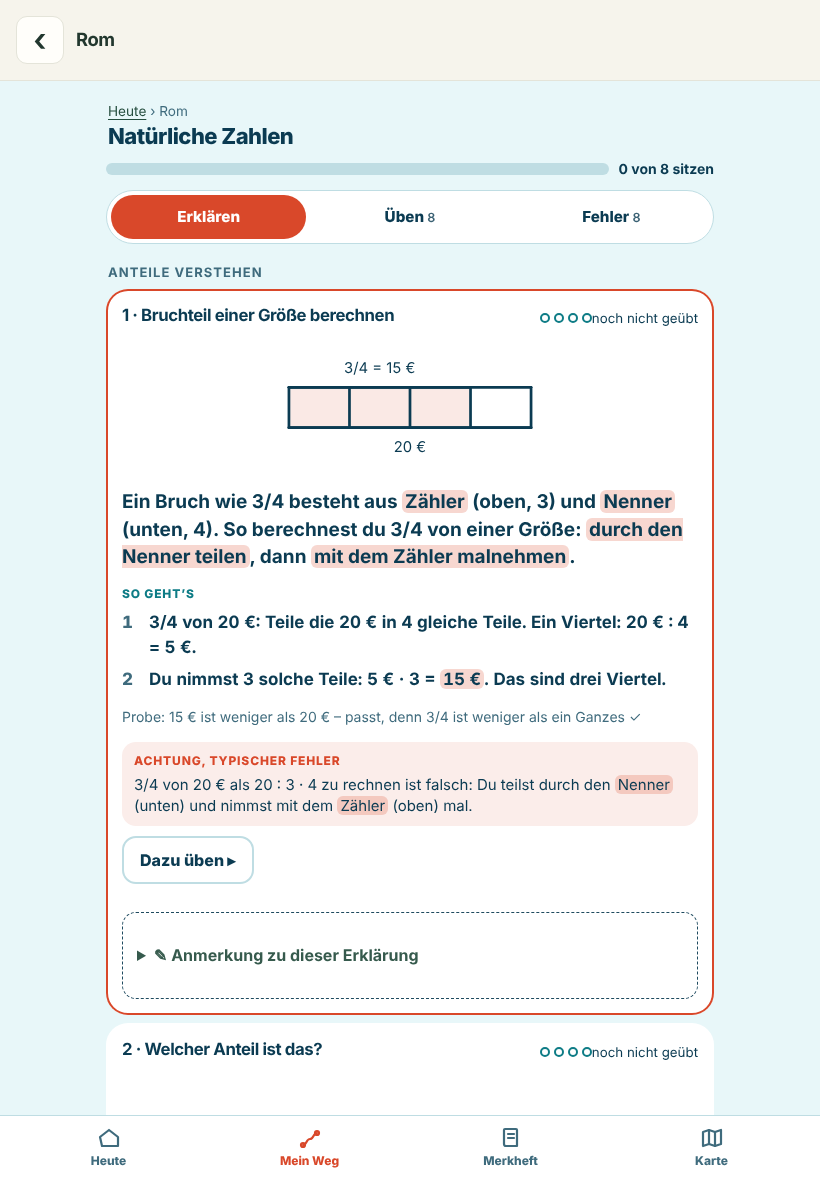 ‹ Rom
Heute › Rom
Natürliche Zahlen
0 von 8 sitzen
Erklären
Üben 8
Fehler 8
ANTEILE VERSTEHEN
1 · Bruchteil einer Größe berechnen
noch nicht geübt
3/4 = 15 €
20 €
Ein Bruch wie 3/4 besteht aus Zähler (oben, 3) und Nenner
(unten, 4). So berechnest du 3/4 von einer Größe: durch den
Nenner teilen, dann mit dem Zähler malnehmen.
SO GEHT’S
1 3/4 von 20 €: Teile die 20 € in 4 gleiche Teile. Ein Viertel: 20 € : 4
= 5 €.
2 Du nimmst 3 solche Teile: 5 € · 3 = 15 €. Das sind drei Viertel.
Probe: 15 € ist weniger als 20 € – passt, denn 3/4 ist weniger als ein Ganzes ✓
ACHTUNG, TYPISCHER FEHLER
3/4 von 20 € als 20 : 3 · 4 zu rechnen ist falsch: Du teilst durch den Nenner
(unten) und nimmst mit dem Zähler (oben) mal.
Dazu üben ▸
▶ ✎ Anmerkung zu dieser Erklärung
2 · Welcher Anteil ist das?
noch nicht geübt
Heute
Mein Weg
Merkheft
Karte